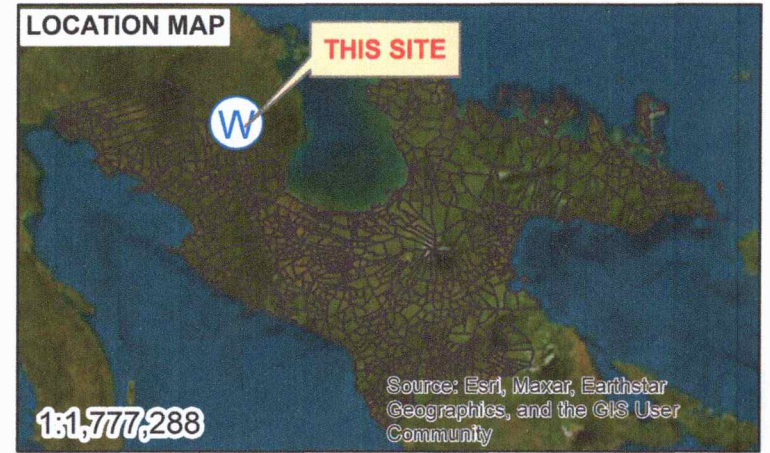 LOCATION MAP
THIS SITE
W
Source: Esri, Maxar, Earthstar
Geographics, and the GIS User
Community
1:1,777,288